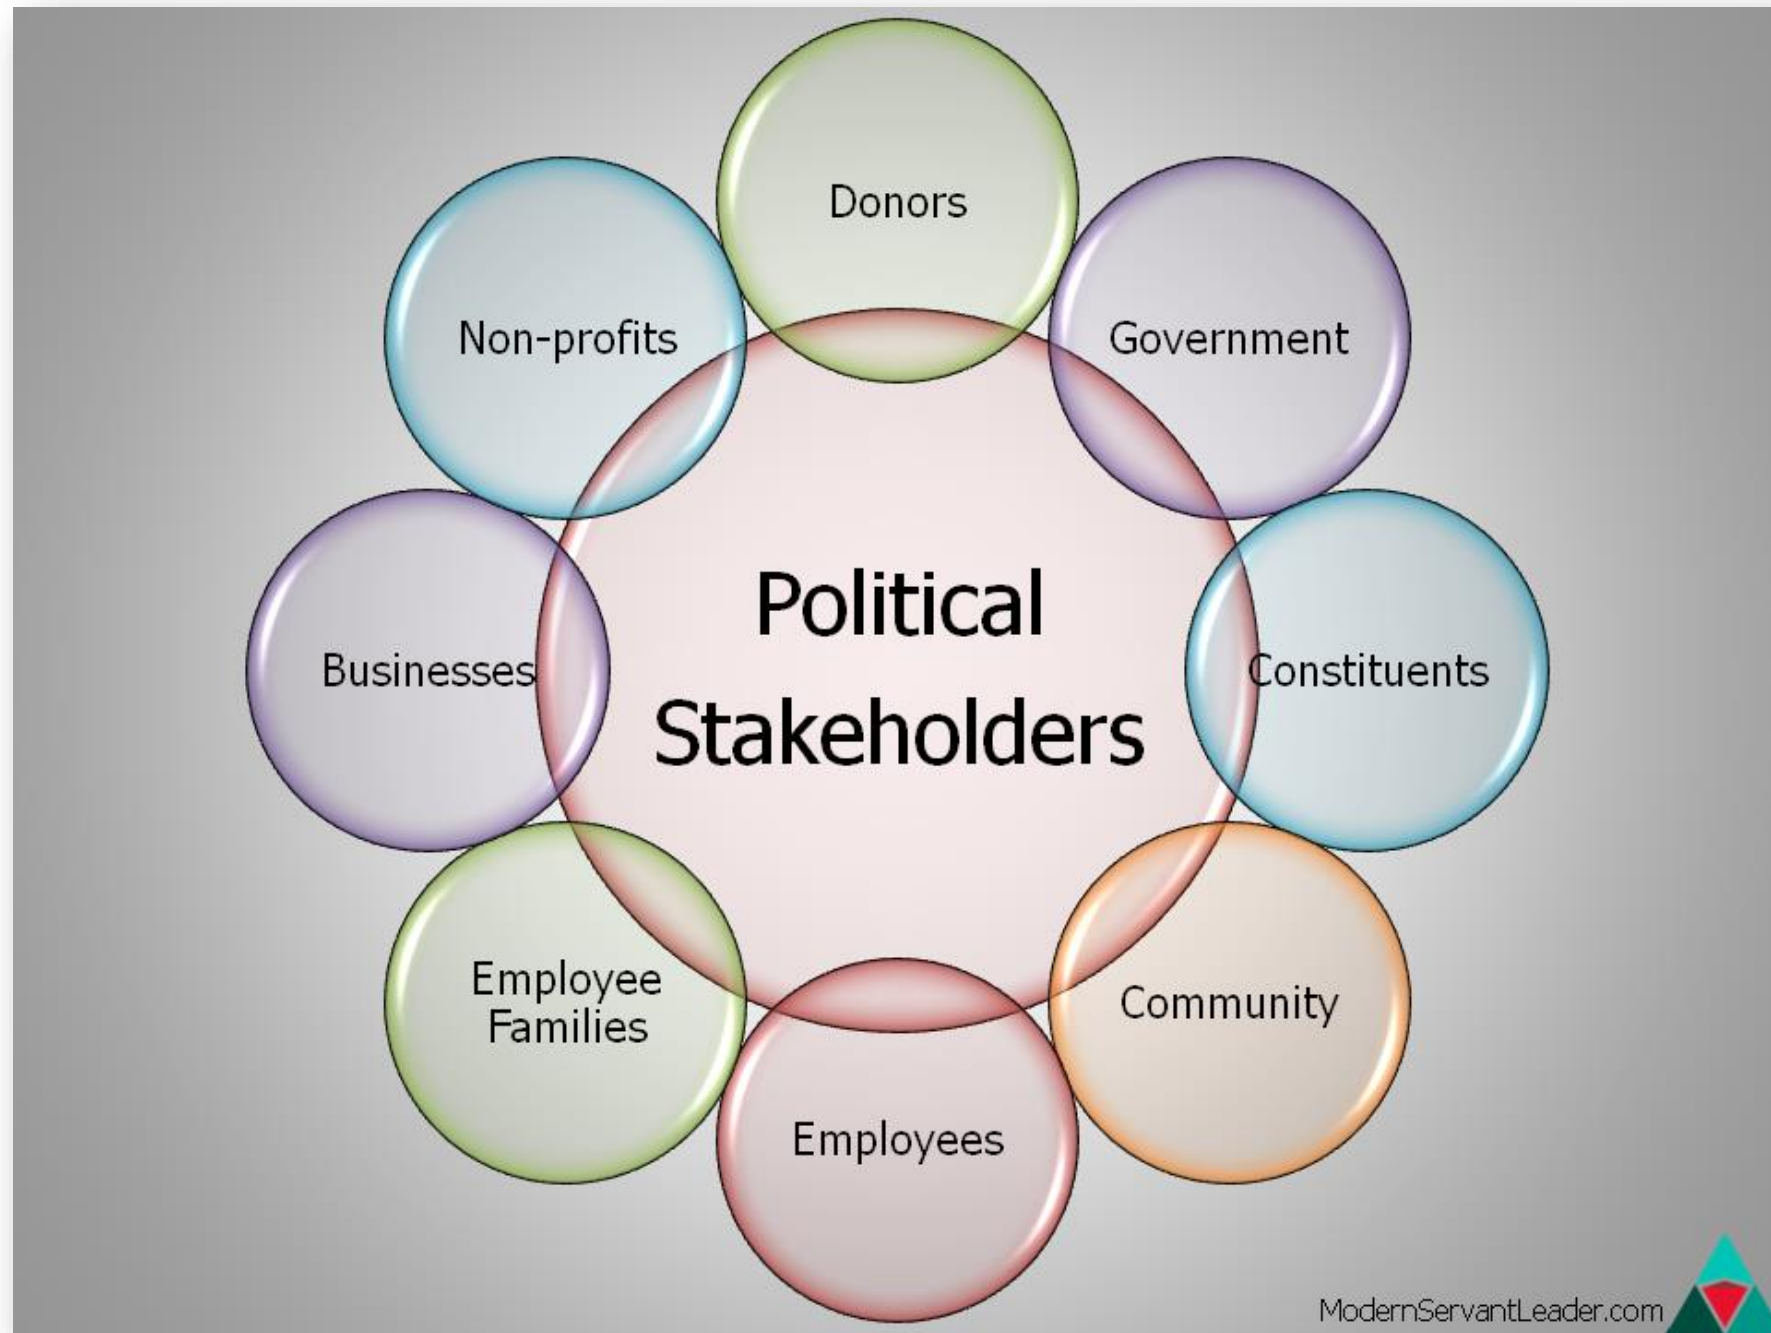 Donors
Non-profits
Government
Political
Stakeholders
Businesses
Constituents
Employee
Families
Community
Employees
ModernServantLeader.com